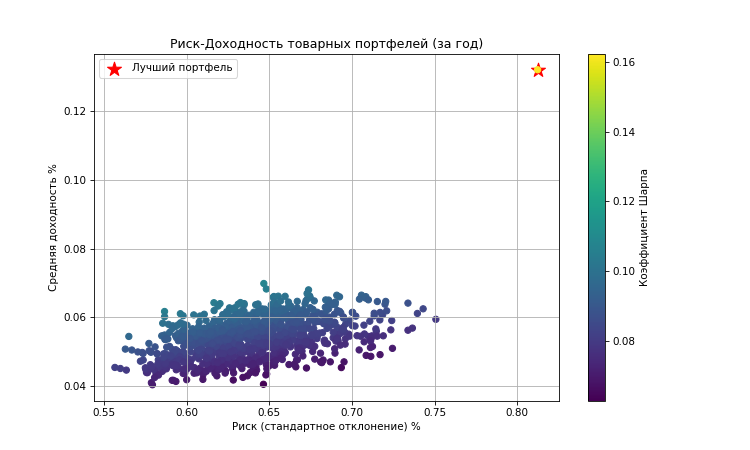 Риск-Доходность товарных портфелей (за год)
Лучший портфель
Средняя доходность %
0.12
0.10
0.08
0.06
0.04
0.55 0.60 0.65 0.70 0.75 0.80
Риск (стандартное отклонение) %
0.16
0.14
0.12
0.10
0.08
Коэффициент Шарпа